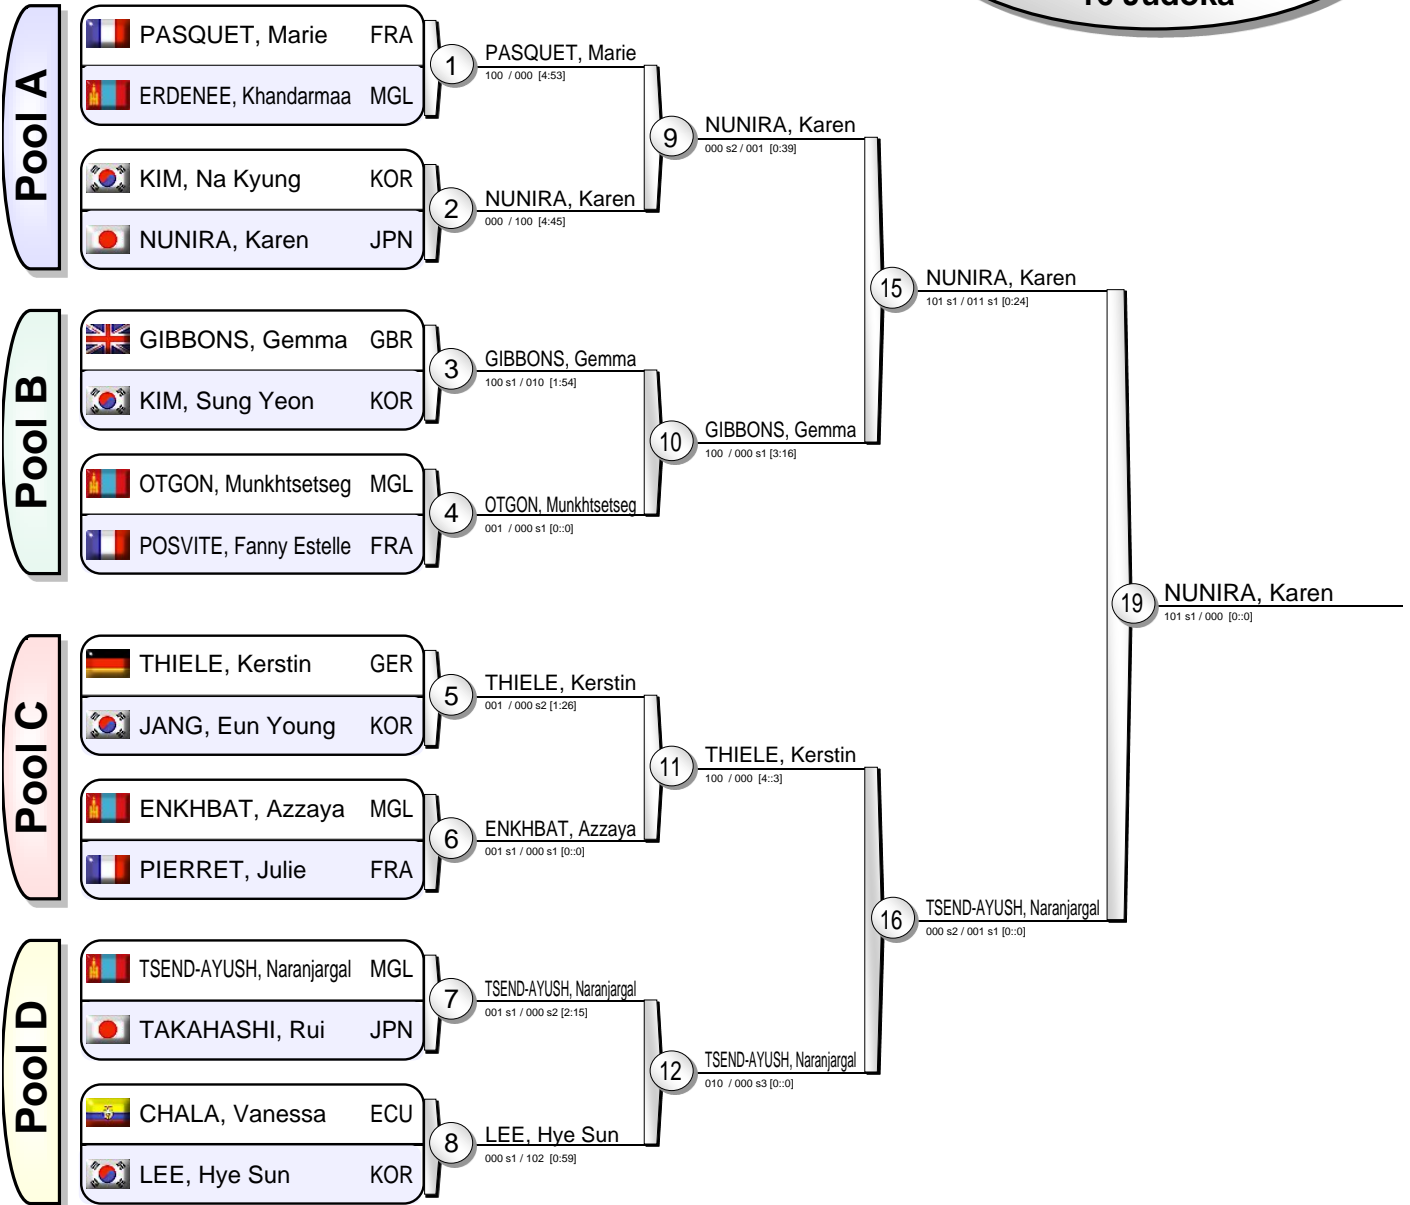 16 Judoka
Pool A
PASQUET, Marie FRA
ERDENEE, Khandarmaa MGL
KIM, Na Kyung KOR
NUNIRA, Karen JPN
1
PASQUET, Marie
100 / 000 [4:53]
2
NUNIRA, Karen
000 / 100 [4:45]
9
NUNIRA, Karen
000 s2 / 001 [0:39]
Pool B
GIBBONS, Gemma GBR
KIM, Sung Yeon KOR
OTGON, Munkhtsetseg MGL
POSVITE, Fanny Estelle FRA
3
GIBBONS, Gemma
100 s1 / 010 [1:54]
4
OTGON, Munkhtsetseg
001 / 000 s1 [0::0]
10
GIBBONS, Gemma
100 / 000 s1 [3:16]
15
NUNIRA, Karen
101 s1 / 011 s1 [0:24]
Pool C
THIELE, Kerstin GER
JANG, Eun Young KOR
ENKHBAT, Azzaya MGL
PIERRET, Julie FRA
5
THIELE, Kerstin
001 / 000 s2 [1:26]
6
ENKHBAT, Azzaya
001 s1 / 000 s1 [0::0]
11
THIELE, Kerstin
100 / 000 [4::3]
Pool D
TSEND-AYUSH, Naranjargal MGL
TAKAHASHI, Rui JPN
CHALA, Vanessa ECU
LEE, Hye Sun KOR
7
TSEND-AYUSH, Naranjargal
001 s1 / 000 s2 [2:15]
8
LEE, Hye Sun
000 s1 / 102 [0:59]
12
TSEND-AYUSH, Naranjargal
010 / 000 s3 [0::0]
16
TSEND-AYUSH, Naranjargal
000 s2 / 001 s1 [0::0]
19
NUNIRA, Karen
101 s1 / 000 [0::0]